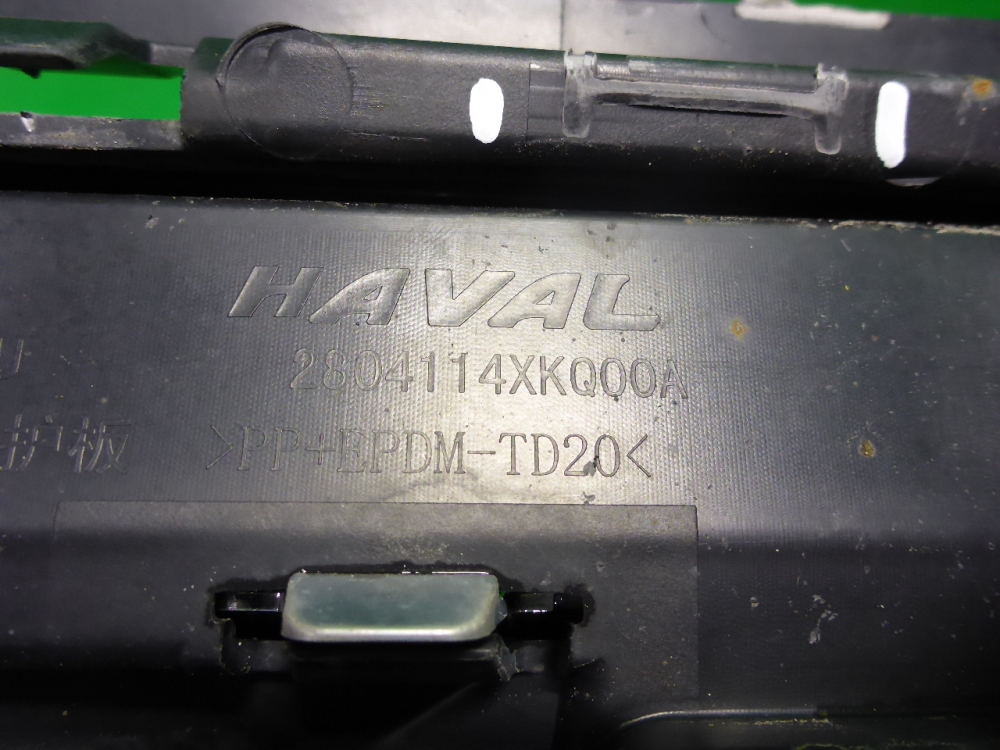 HAVAL
2804114XKQ00A
护板 >PP+EPDM-TD20<